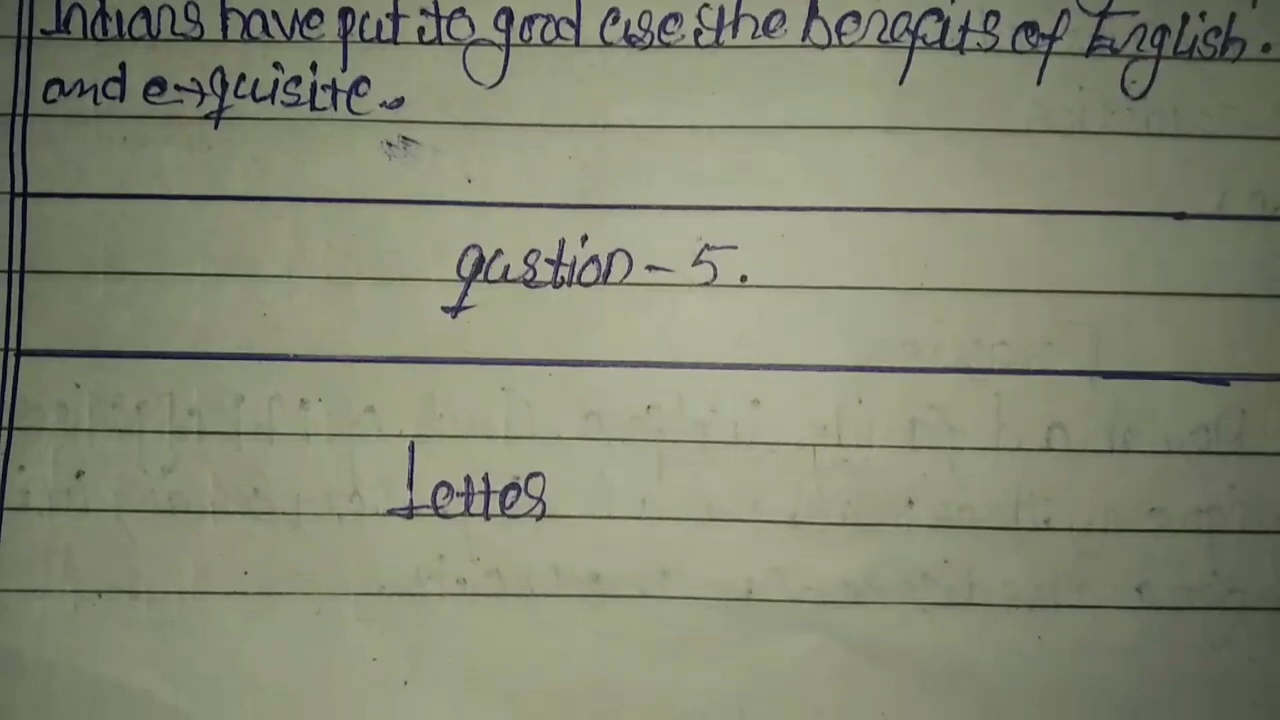 Indians have put to good use the benefits of English.
and exquisite.
qustion - 5.
Letter